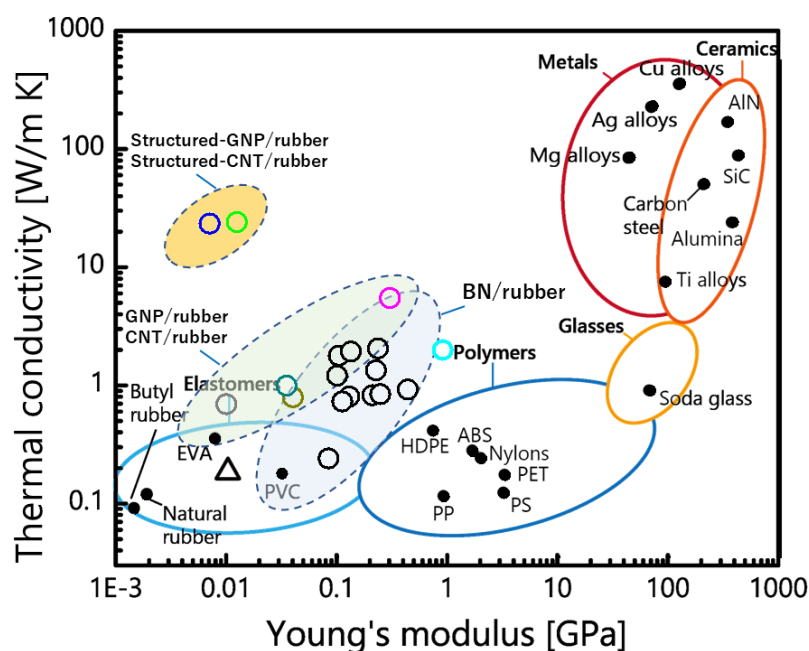 1000
100
10
1
0.1
Thermal conductivity [W/m K]
Structured-GNP/rubber
Structured-CNT/rubber
Metals
Ceramics
Cu alloys
AlN
Ag alloys
Mg alloys
SiC
Carbon
steel
Alumina
Ti alloys
BN/rubber
GNP/rubber
CNT/rubber
Glasses
Polymers
Elastomers
Butyl
rubber
Soda glass
EVA
HDPE
ABS
Nylons
PET
PVC
Natural
rubber
PP
PS
1E-3
0.01
0.1
1
10
100
1000
Young's modulus [GPa]